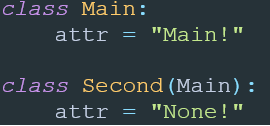 class Main:
    attr = "Main!"
class Second(Main):
    attr = "None!"